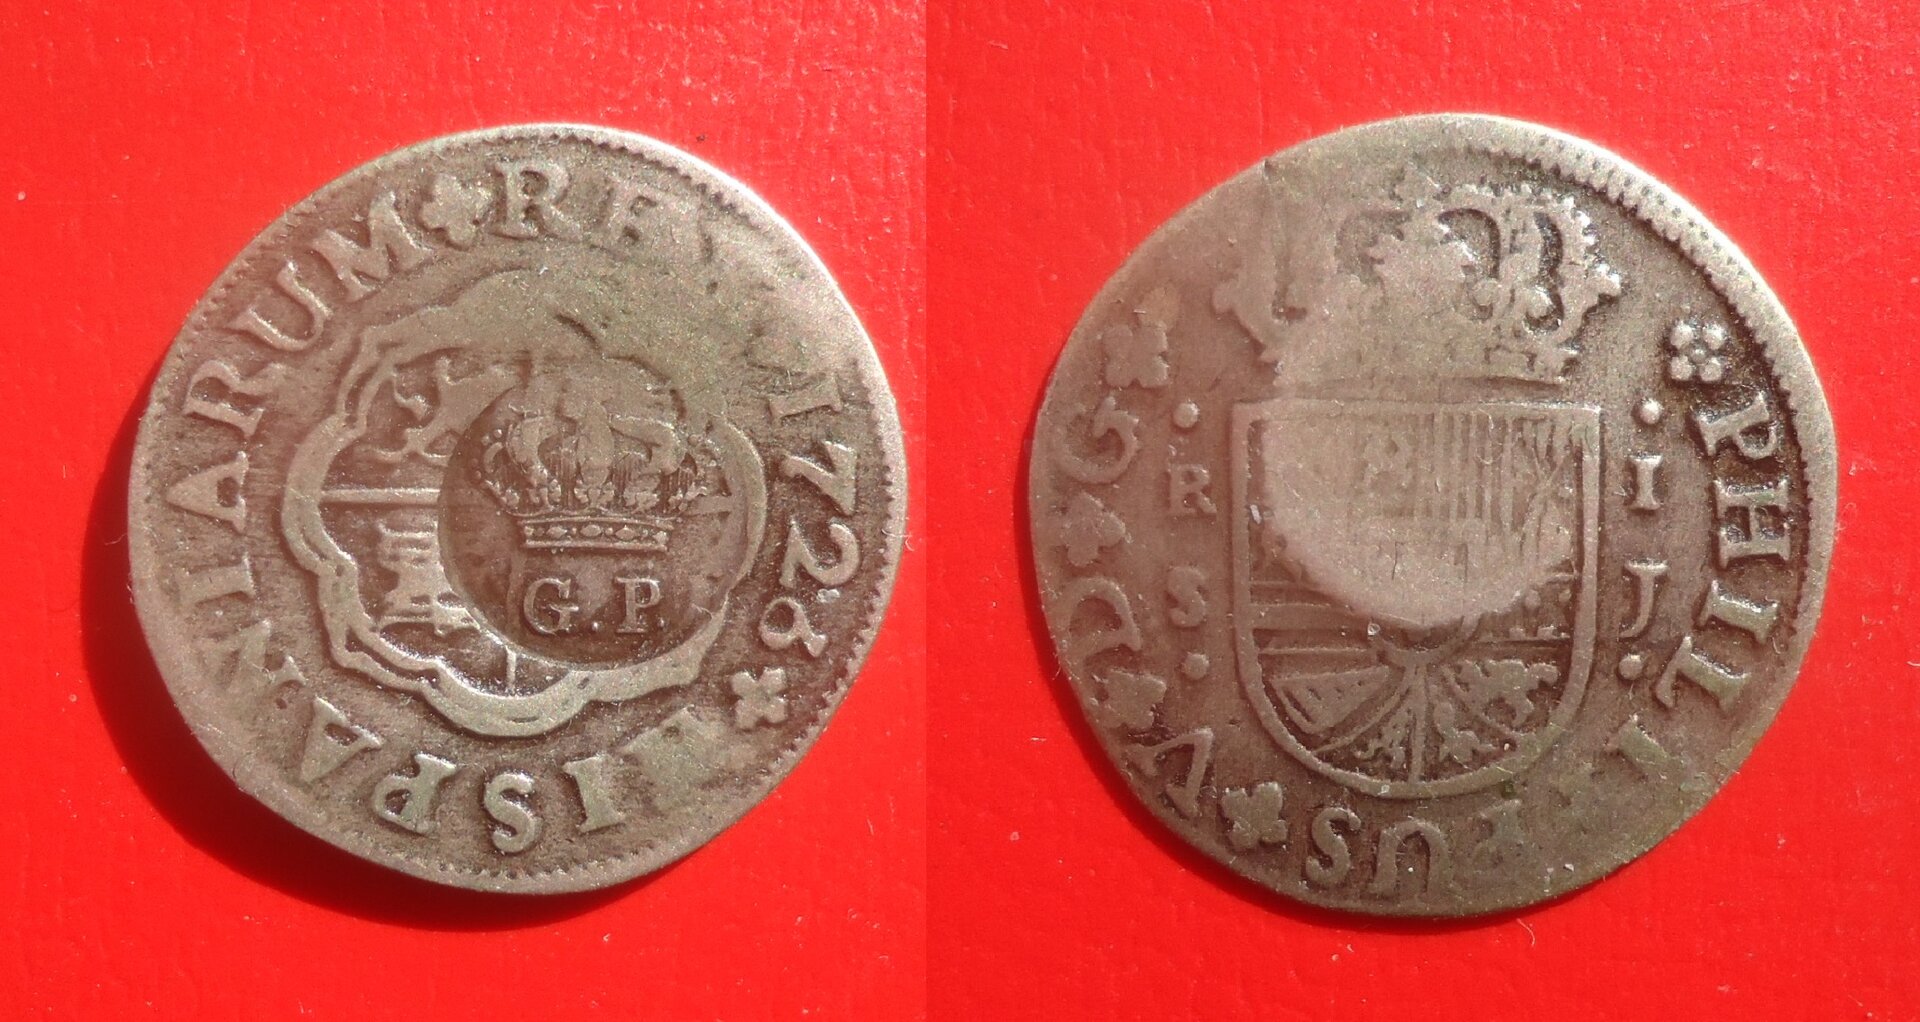 HISPANIARUM REX 1728
G.P.
PHILIPPUS V D G
R
S
I
J